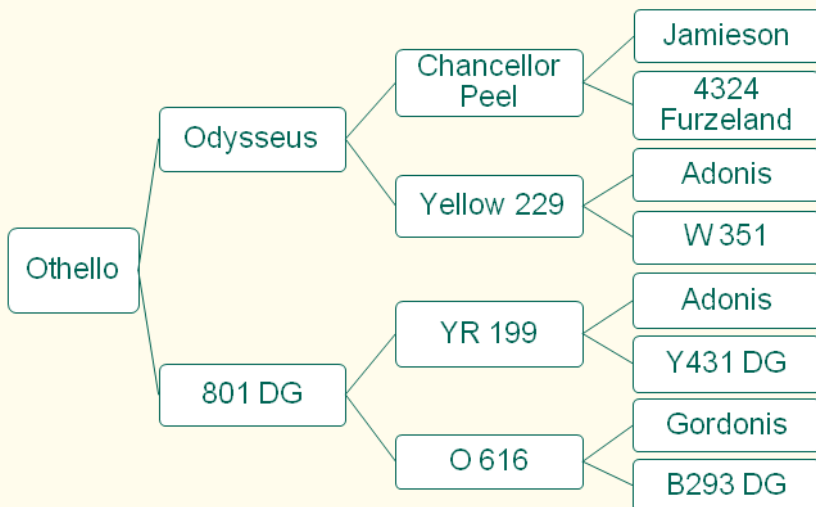 Jamieson
Chancellor
Peel
4324
Furzeland
Odysseus
Adonis
Yellow 229
W 351
Othello
Adonis
YR 199
Y431 DG
801 DG
Gordonis
O 616
B293 DG